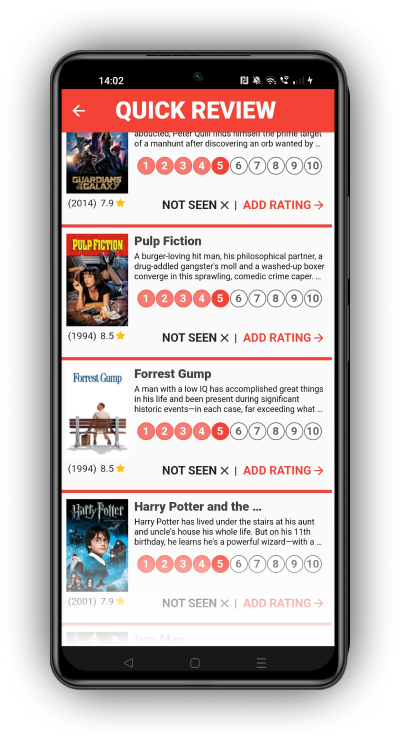 14:02
QUICK REVIEW
abducted, Peter Quill finds himself the prime target
of a manhunt after discovering an orb wanted by ...
GUARDIANS
OF THE
GALAXY
1 2 3 4 5 6 7 8 9 10
(2014) 7.9
NOT SEEN × | ADD RATING →
PULP FICTION
Pulp Fiction
A burger-loving hit man, his philosophical partner, a
drug-addled gangster's moll and a washed-up boxer
converge in this sprawling, comedic crime caper. ...
1 2 3 4 5 6 7 8 9 10
(1994) 8.5
NOT SEEN × | ADD RATING →
Forrest Gump
Forrest Gump
A man with a low IQ has accomplished great things
in his life and been present during significant
historic events—in each case, far exceeding what ...
1 2 3 4 5 6 7 8 9 10
(1994) 8.5
NOT SEEN × | ADD RATING →
Harry Potter
Harry Potter and the ...
Harry Potter has lived under the stairs at his aunt
and uncle's house his whole life. But on his 11th
birthday, he learns he's a powerful wizard—with a ...
1 2 3 4 5 6 7 8 9 10
(2001) 7.9
NOT SEEN × | ADD RATING →
Iron Man